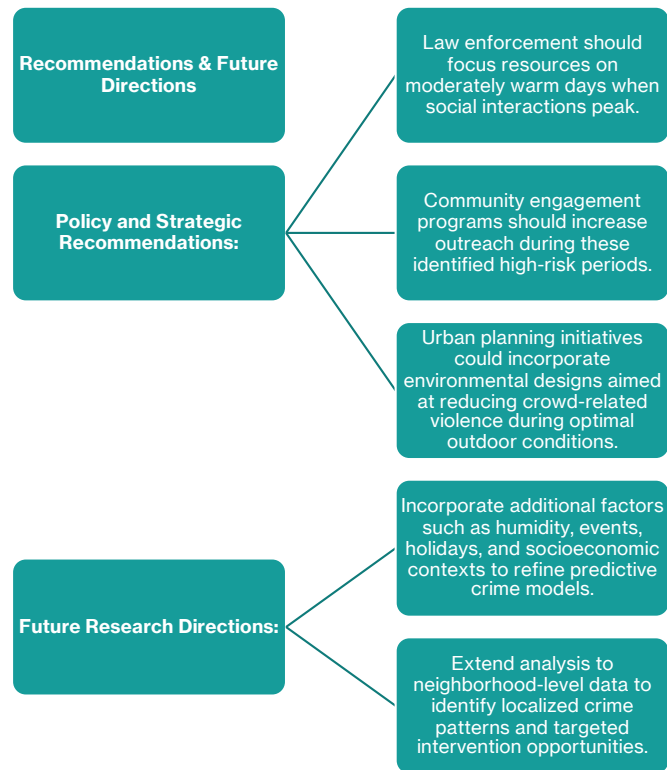 Recommendations & Future
Directions
Policy and Strategic
Recommendations:
Law enforcement should
focus resources on
moderately warm days when
social interactions peak.
Community engagement
programs should increase
outreach during these
identified high-risk periods.
Urban planning initiatives
could incorporate
environmental designs aimed
at reducing crowd-related
violence during optimal
outdoor conditions.
Future Research Directions:
Incorporate additional factors
such as humidity, events,
holidays, and socioeconomic
contexts to refine predictive
crime models.
Extend analysis to
neighborhood-level data to
identify localized crime
patterns and targeted
intervention opportunities.